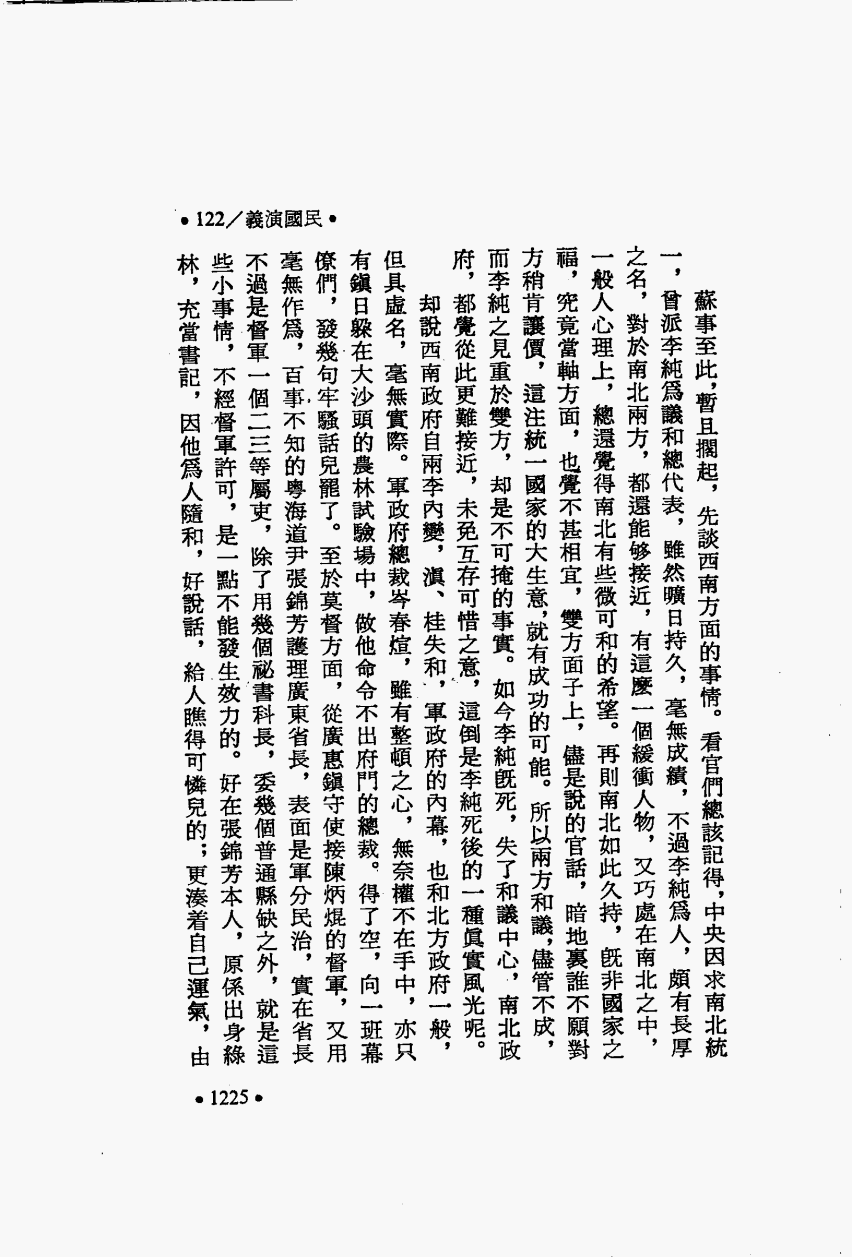 •122／義演國民•
蘇事至此，暫且擱起，先談西南方面的事情。看官們總該記得，中央因求南北統
一，曾派李純爲議和總代表，雖然曠日持久，毫無成績，不過李純爲人，頗有長厚
之名，對於南北兩方，都還能够接近，有這麼一個緩衝人物，又巧處在南北之中，
一般人心理上，總還覺得南北有些微可和的希望。再則南北如此久持，旣非國家之
福，究竟當軸方面，也覺不甚相宜，雙方面子上，儘是說的官話，暗地裏誰不願對
方稍肯讓價，這注統一國家的大生意，就有成功的可能。所以兩方和議，儘管不成，
而李純之見重於雙方，却是不可掩的事實。如今李純旣死，失了和議中心，南北政
府，都覺從此更難接近，未免互存可惜之意，這倒是李純死後的一種眞實風光呢。
却說西南政府自兩李內變，滇、桂失和，軍政府的內幕，也和北方政府一般，
但具虛名，毫無實際。軍政府總裁岑春煊，雖有整頓之心，無奈權不在手中，亦只
有鎭日躲在大沙頭的農林試驗場中，做他命令不出府門的總裁。得了空，向一班幕
僚們，發幾句牢騷話兒罷了。至於莫督方面，從廣惠鎭守使接陳炳焜的督軍，又用
毫無作爲，百事不知的粵海道尹張錦芳護理廣東省長，表面是軍分民治，實在省長
不過是督軍一個二三等屬吏，除了用幾個祕書科長，委幾個普通縣缺之外，就是這
些小事情，不經督軍許可，是一點不能發生效力的。好在張錦芳本人，原係出身綠
林，充當書記，因他爲人隨和，好說話，給人瞧得可憐兒的；更湊着自己運氣，由
•1225•